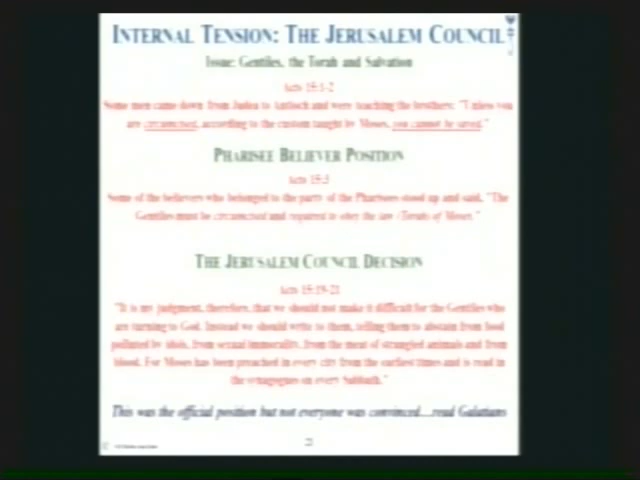 INTERNAL TENSION: THE JERUSALEM COUNCIL
Issue: Gentiles, the Torah and Salvation
Acts 15:1-2
Some men came down from Judea to Antioch and were teaching the brothers: "Unless you
are circumcised, according to the custom taught by Moses, you cannot be saved."
PHARISEE BELIEVER POSITION
Acts 15:5
Some of the believers who belonged to the party of the Pharisees stood up and said, "The
Gentiles must be circumcised and required to obey the law (Torah) of Moses."
THE JERUSALEM COUNCIL DECISION
Acts 15:19-21
"It is my judgment, therefore, that we should not make it difficult for the Gentiles who
are turning to God. Instead we should write to them, telling them to abstain from food
polluted by idols, from sexual immorality, from the meat of strangled animals and from
blood. For Moses has been preached in every city from the earliest times and is read in
the synagogues on every Sabbath."
This was the official position but not everyone was convinced....read Galatians